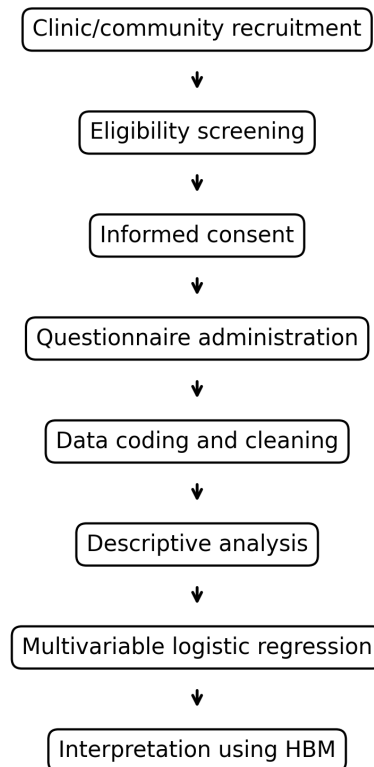 Clinic/community recruitment
Eligibility screening
Informed consent
Questionnaire administration
Data coding and cleaning
Descriptive analysis
Multivariable logistic regression
Interpretation using HBM